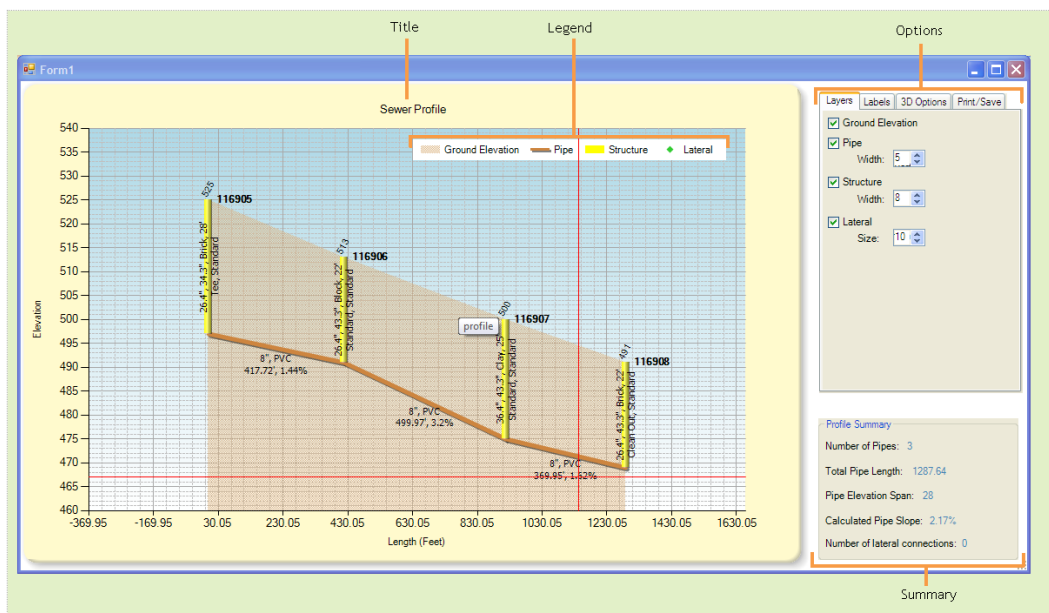 Title
Legend
Options
Form1
Sewer Profile
Ground Elevation
Pipe
Structure
Lateral
540
535
530
525
520
515
510
505
500
495
490
485
480
475
470
465
460
Elevation
525
116905
26.4", 34.3", Brick, 28'
Tee, Standard
513
116906
26.4", 43.3", Block, 22'
Standard, Standard
500
116907
profile
36.4", 43.3", Clay, 25'
Standard, Standard
491
116908
26.4", 43.3", Brick, 22'
Clean Out, Standard
8", PVC
417.72', 1.44%
8", PVC
499.97', 3.2%
8", PVC
369.95', 1.62%
-369.95
-169.95
30.05
230.05
430.05
630.05
830.05
1030.05
1230.05
1430.05
1630.05
Length (Feet)
Layers
Labels
3D Options
Print/Save
Ground Elevation
Pipe
Width: 5
Structure
Width: 8
Lateral
Size: 10
Profile Summary
Number of Pipes: 3
Total Pipe Length: 1287.64
Pipe Elevation Span: 28
Calculated Pipe Slope: 2.17%
Number of lateral connections: 0
Summary